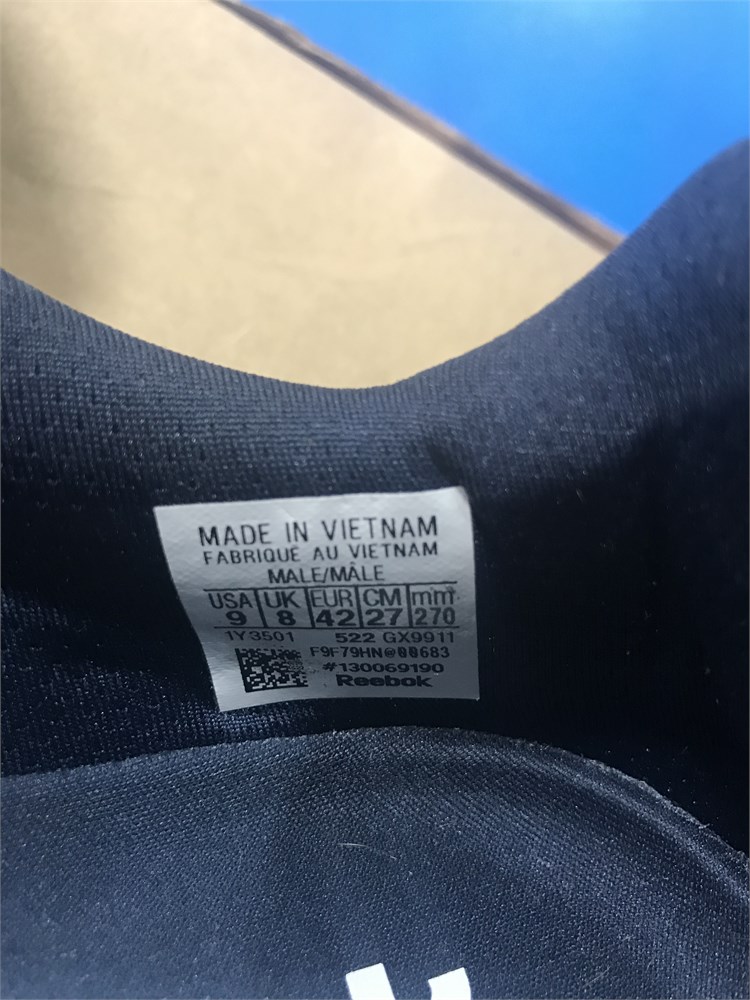 MADE IN VIETNAM
FABRIQUÉ AU VIETNAM
MALE/MÂLE
USA UK EUR CM mm
9 8 42 27 270
1Y3501 522 GX9911
F9F79HN@00683
#130069190
Reebok